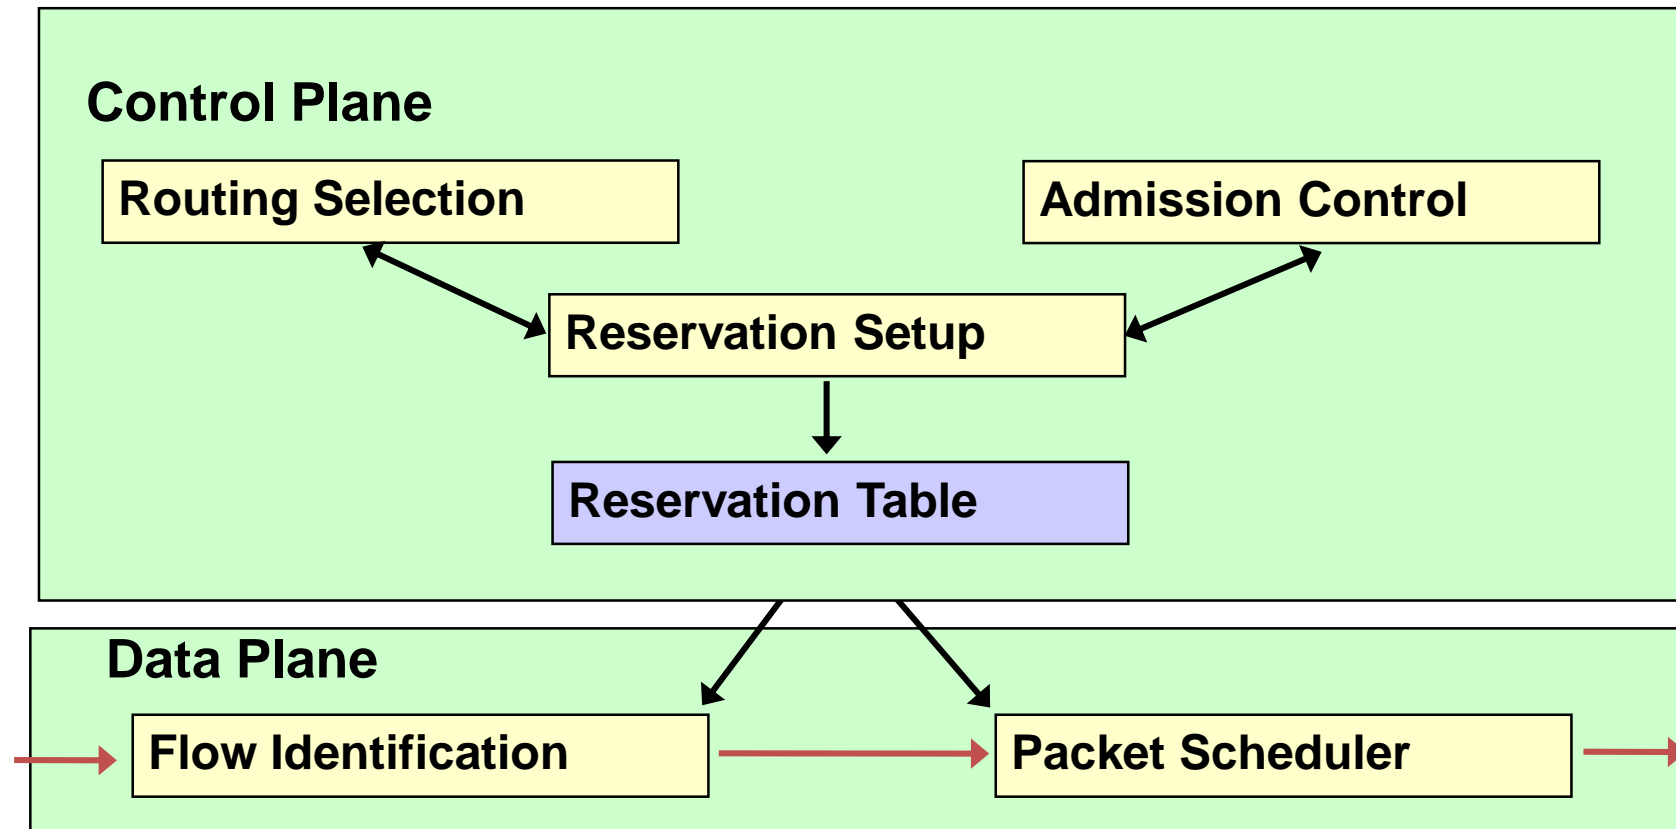 Control Plane
Routing Selection
Admission Control
Reservation Setup
Reservation Table
Data Plane
Flow Identification
Packet Scheduler